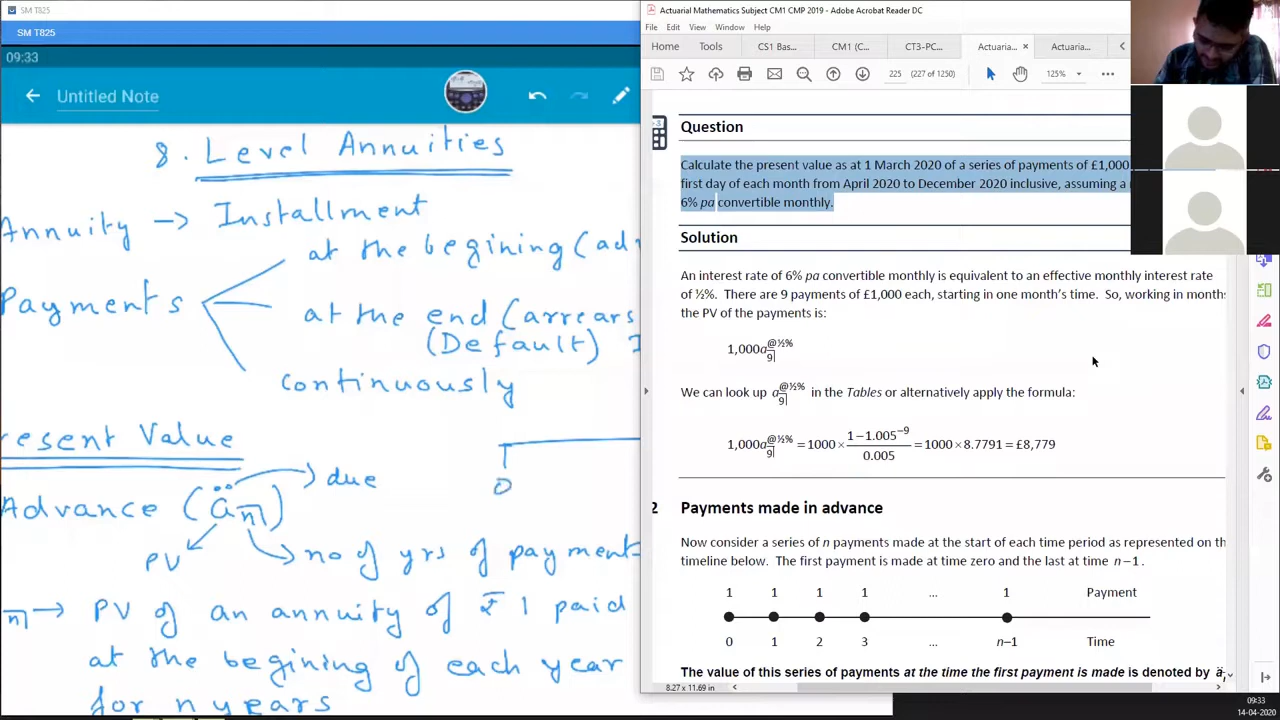 SM T825
SM T825
09:33
Untitled Note
8. Level Annuities
Annuity -> Installment
at the begining (ad
Payments
at the end (arrears
(Default)
continuously
resent Value
0
Advance (än) due
PV
no of yrs of payment
n -> PV of an annuity of ₹ 1 paid
at the begining of each year
for n years
Actuarial Mathematics Subject CM1 CMP 2019 - Adobe Acrobat Reader DC
File Edit View Window Help
Home Tools CS1 Bas... CM1 (C... CT3-PC... Actuaria... × Actuaria...
225 (227 of 1250) 125%
Question
Calculate the present value as at 1 March 2020 of a series of payments of £1,000
first day of each month from April 2020 to December 2020 inclusive, assuming a
6% pa convertible monthly.
Solution
An interest rate of 6% pa convertible monthly is equivalent to an effective monthly interest rate
of ½%. There are 9 payments of £1,000 each, starting in one month's time. So, working in month
the PV of the payments is:
1,000a9|@½%
We can look up a9|@½% in the Tables or alternatively apply the formula:
1,000a9|@½% = 1000 × 1−1.005⁻⁹ / 0.005 = 1000 × 8.7791 = £8,779
2 Payments made in advance
Now consider a series of n payments made at the start of each time period as represented on th
timeline below. The first payment is made at time zero and the last at time n−1.
1 1 1 1 ... 1 Payment
0 1 2 3 ... n−1 Time
The value of this series of payments at the time the first payment is made is denoted by ä
8.27 x 11.69 in
09:33
14-04-2020